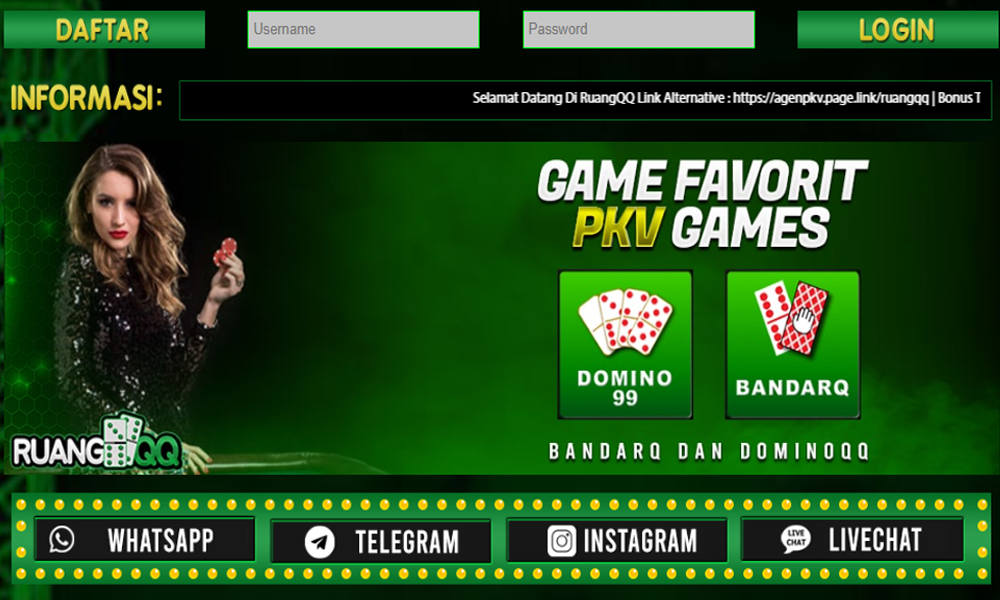 DAFTAR
Username
Password
LOGIN
INFORMASI:
Selamat Datang Di RuangQQ Link Alternative : https://agenpkv.page.link/ruangqq | Bonus T
GAME FAVORIT
PKV GAMES
DOMINO
99
BANDARQ
RUANGQQ
BANDARQ DAN DOMINOQQ
WHATSAPP
TELEGRAM
INSTAGRAM
LIVE
CHAT
LIVECHAT